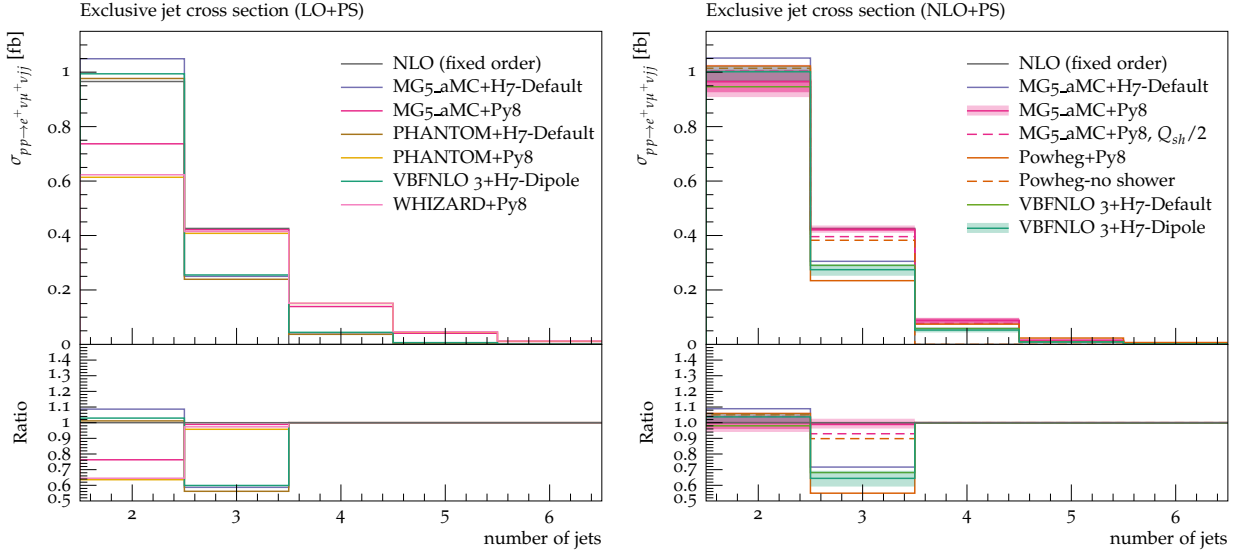 Exclusive jet cross section (LO+PS)
σpp→e⁺νμ⁺νjj [fb]
1
0.8
0.6
0.4
0.2
0
NLO (fixed order)
MG5_aMC+H7-Default
MG5_aMC+Py8
PHANTOM+H7-Default
PHANTOM+Py8
VBFNLO 3+H7-Dipole
WHIZARD+Py8
Ratio
1.4
1.3
1.2
1.1
1.0
0.9
0.8
0.7
0.6
0.5
2 3 4 5 6
number of jets
Exclusive jet cross section (NLO+PS)
σpp→e⁺νμ⁺νjj [fb]
1
0.8
0.6
0.4
0.2
0
NLO (fixed order)
MG5_aMC+H7-Default
MG5_aMC+Py8
MG5_aMC+Py8, Qsh/2
Powheg+Py8
Powheg-no shower
VBFNLO 3+H7-Default
VBFNLO 3+H7-Dipole
Ratio
1.4
1.3
1.2
1.1
1.0
0.9
0.8
0.7
0.6
0.5
2 3 4 5 6
number of jets